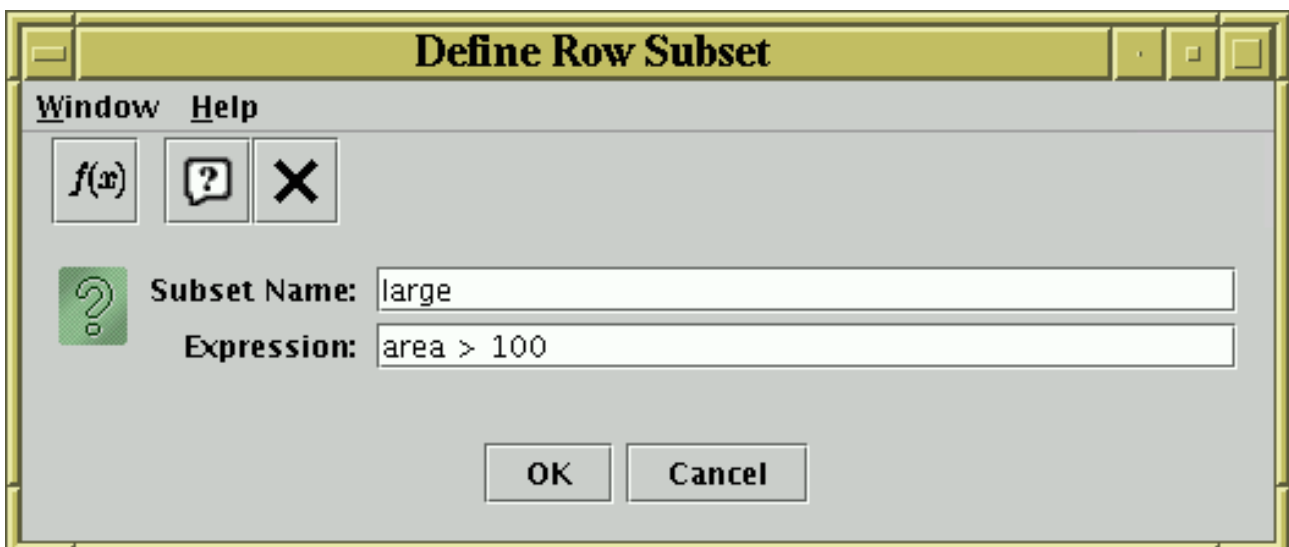 Define Row Subset
Window Help
f(x) ?
Subset Name: large
? Expression: area > 100
OK Cancel